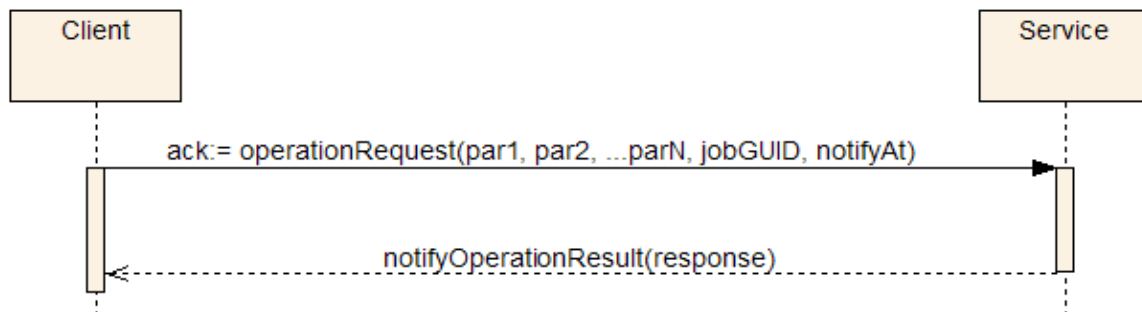 Client
Service
ack:= operationRequest(par1, par2, ...parN, jobGUID, notifyAt)
notifyOperationResult(response)